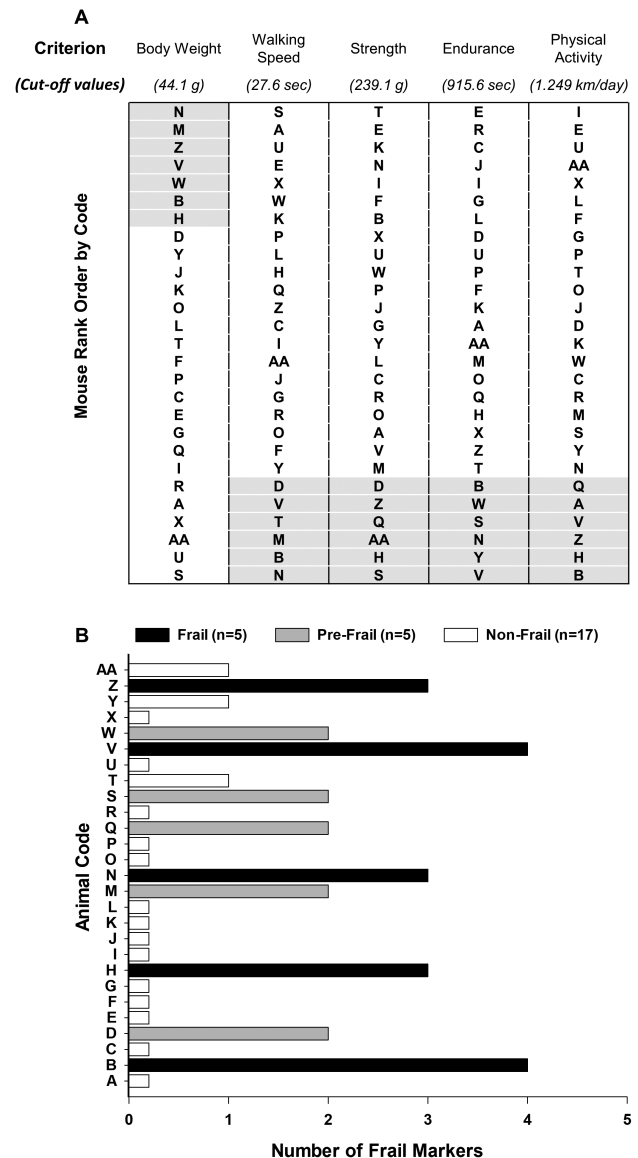 A
Criterion Body Weight Walking Speed Strength Endurance Physical Activity
(Cut-off values) (44.1 g) (27.6 sec) (239.1 g) (915.6 sec) (1.249 km/day)
Mouse Rank Order by Code
N S T E I
M A E R E
Z U K C U
V E N J AA
W X I I X
B W F G L
H K B L F
D P X D G
Y L U U P
J H W P T
K Q P F O
O Z J K J
L C G A D
T I Y AA K
F AA L M W
P J C O C
C G R Q R
E R O H M
G O A X S
Q F V Z Y
I Y M T N
R D D B Q
A V Z W A
X T Q S V
AA M AA N Z
U B H Y H
S N S V B
B
Frail (n=5) Pre-Frail (n=5) Non-Frail (n=17)
Animal Code
AA
Z
Y
X
W
V
U
T
S
R
Q
P
O
N
M
L
K
J
I
H
G
F
E
D
C
B
A
0 1 2 3 4 5
Number of Frail Markers